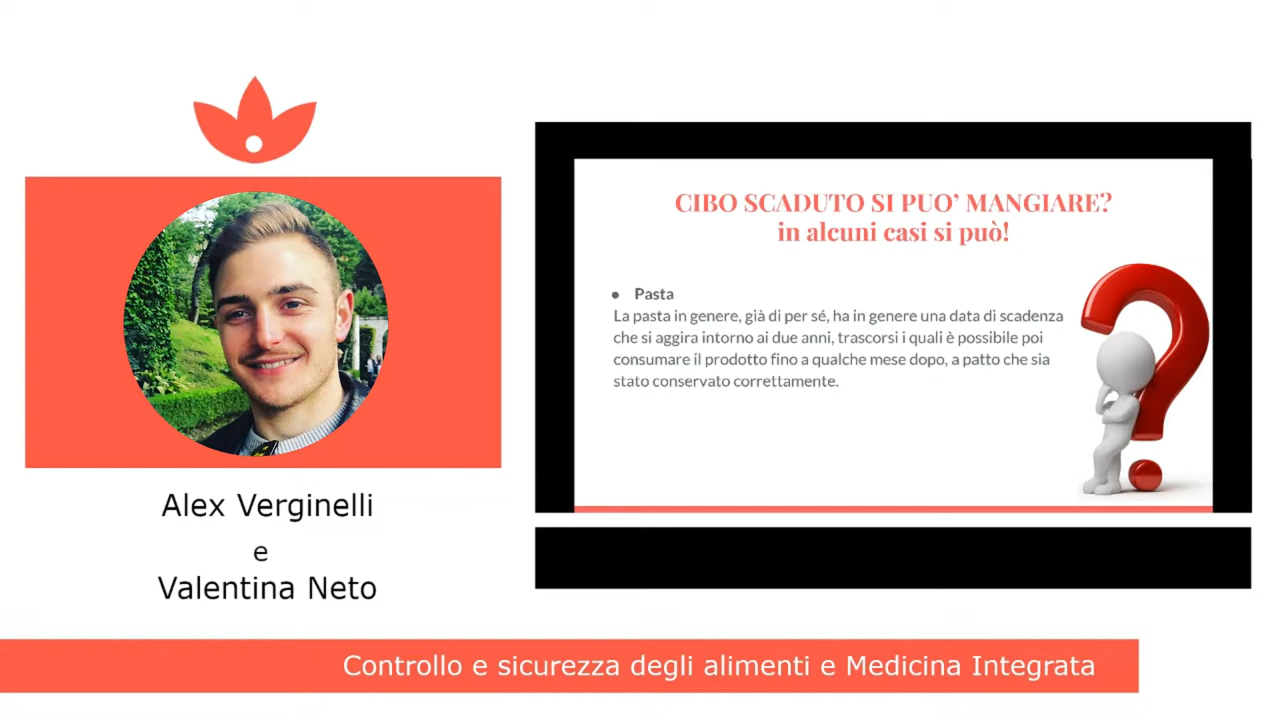 CIBO SCADUTO SI PUO’ MANGIARE?
in alcuni casi si può!
● Pasta
La pasta in genere, già di per sé, ha in genere una data di scadenza
che si aggira intorno ai due anni, trascorsi i quali è possibile poi
consumare il prodotto fino a qualche mese dopo, a patto che sia
stato conservato correttamente.
Alex Verginelli
e
Valentina Neto
Controllo e sicurezza degli alimenti e Medicina Integrata